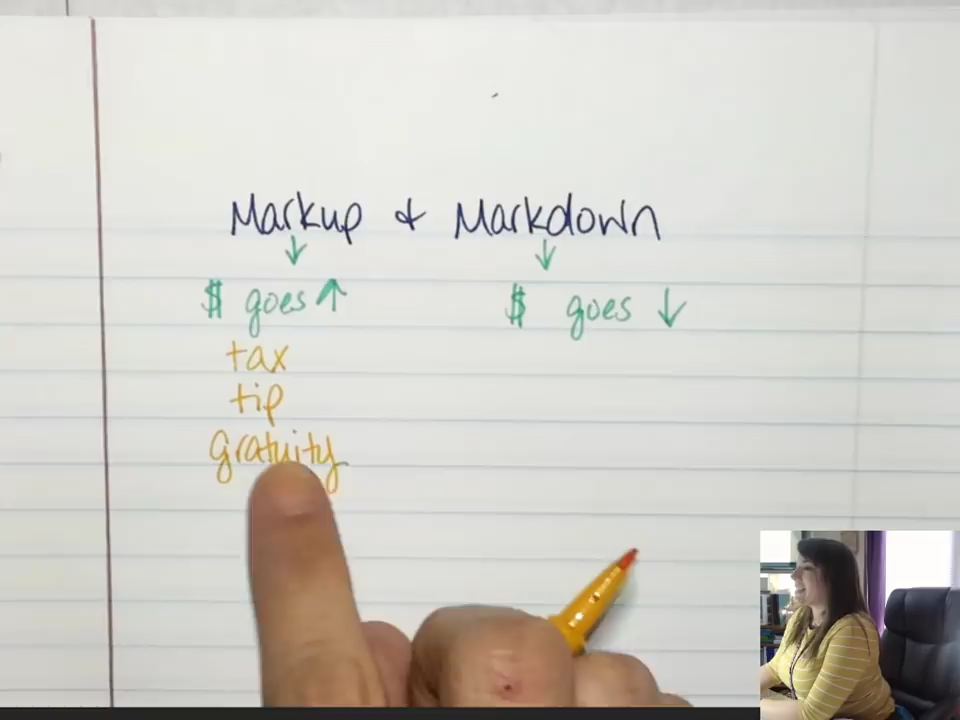 Markup & Markdown
↓ ↓
$ goes ↑ $ goes ↓
tax
tip
gratuity